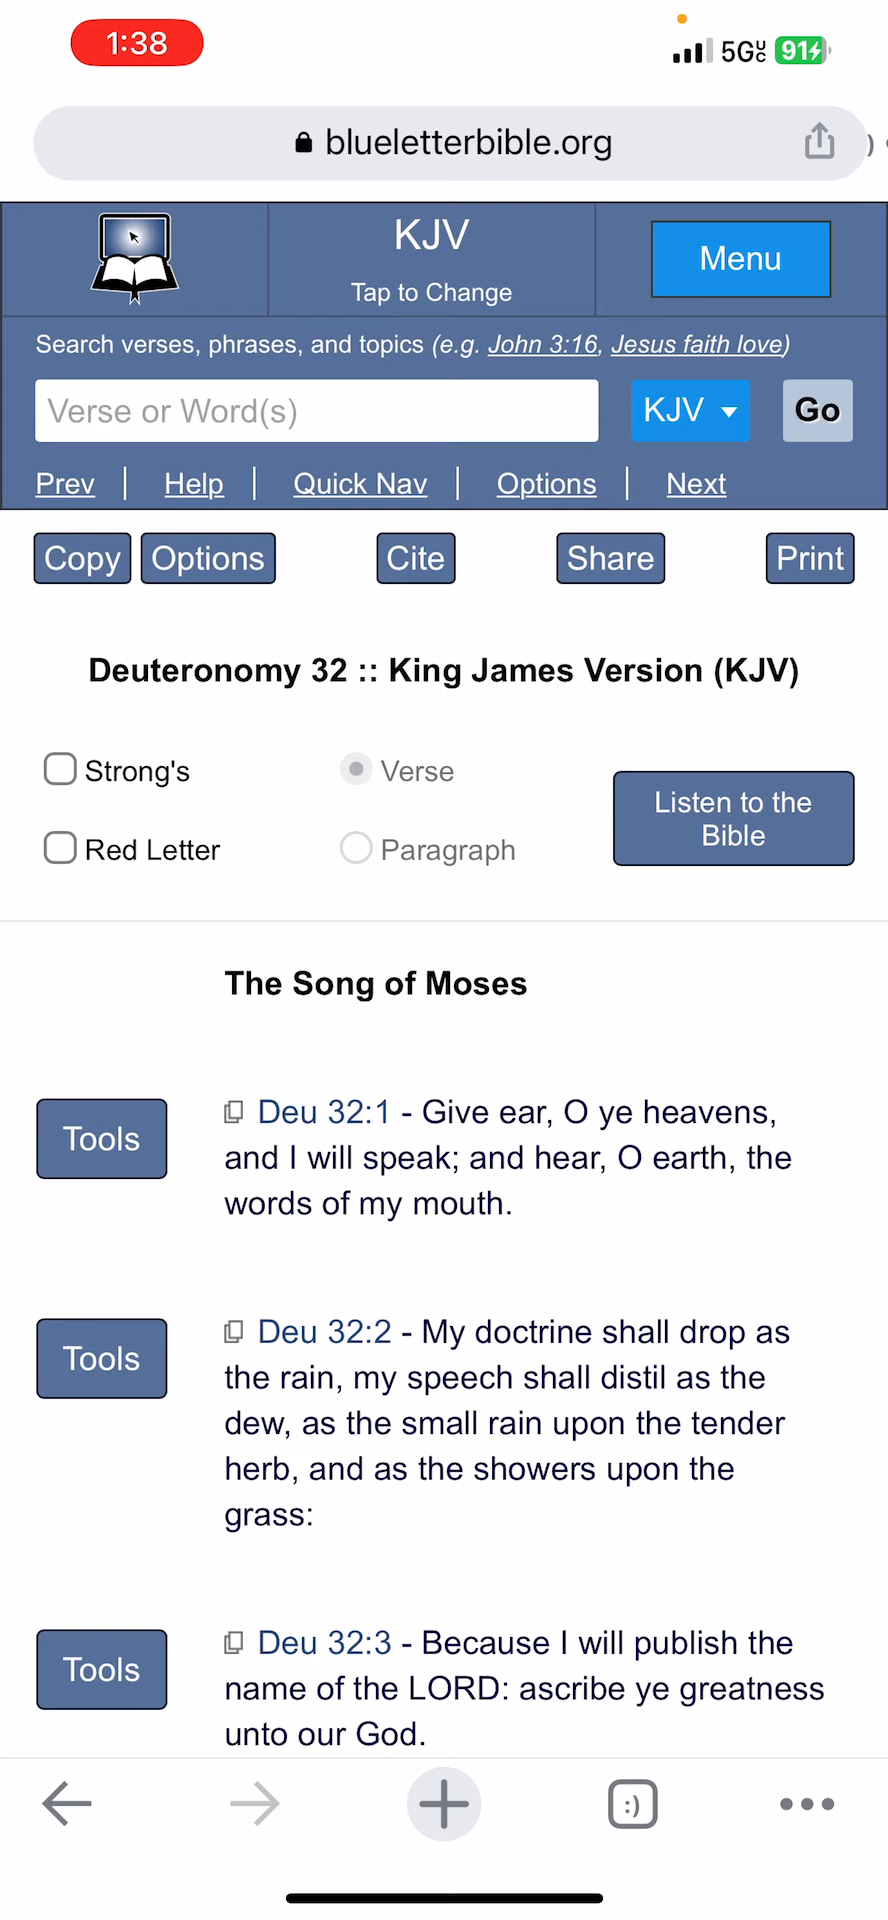 1:38
5GUC 91
blueletterbible.org
KJV
Tap to Change
Menu
Search verses, phrases, and topics (e.g. John 3:16, Jesus faith love)
Verse or Word(s)
KJV
Go
Prev | Help | Quick Nav | Options | Next
Copy Options Cite Share Print
Deuteronomy 32 :: King James Version (KJV)
Strong's
Verse
Red Letter
Paragraph
Listen to the
Bible
The Song of Moses
Tools
Deu 32:1 - Give ear, O ye heavens,
and I will speak; and hear, O earth, the
words of my mouth.
Tools
Deu 32:2 - My doctrine shall drop as
the rain, my speech shall distil as the
dew, as the small rain upon the tender
herb, and as the showers upon the
grass:
Tools
Deu 32:3 - Because I will publish the
name of the LORD: ascribe ye greatness
unto our God.
:)